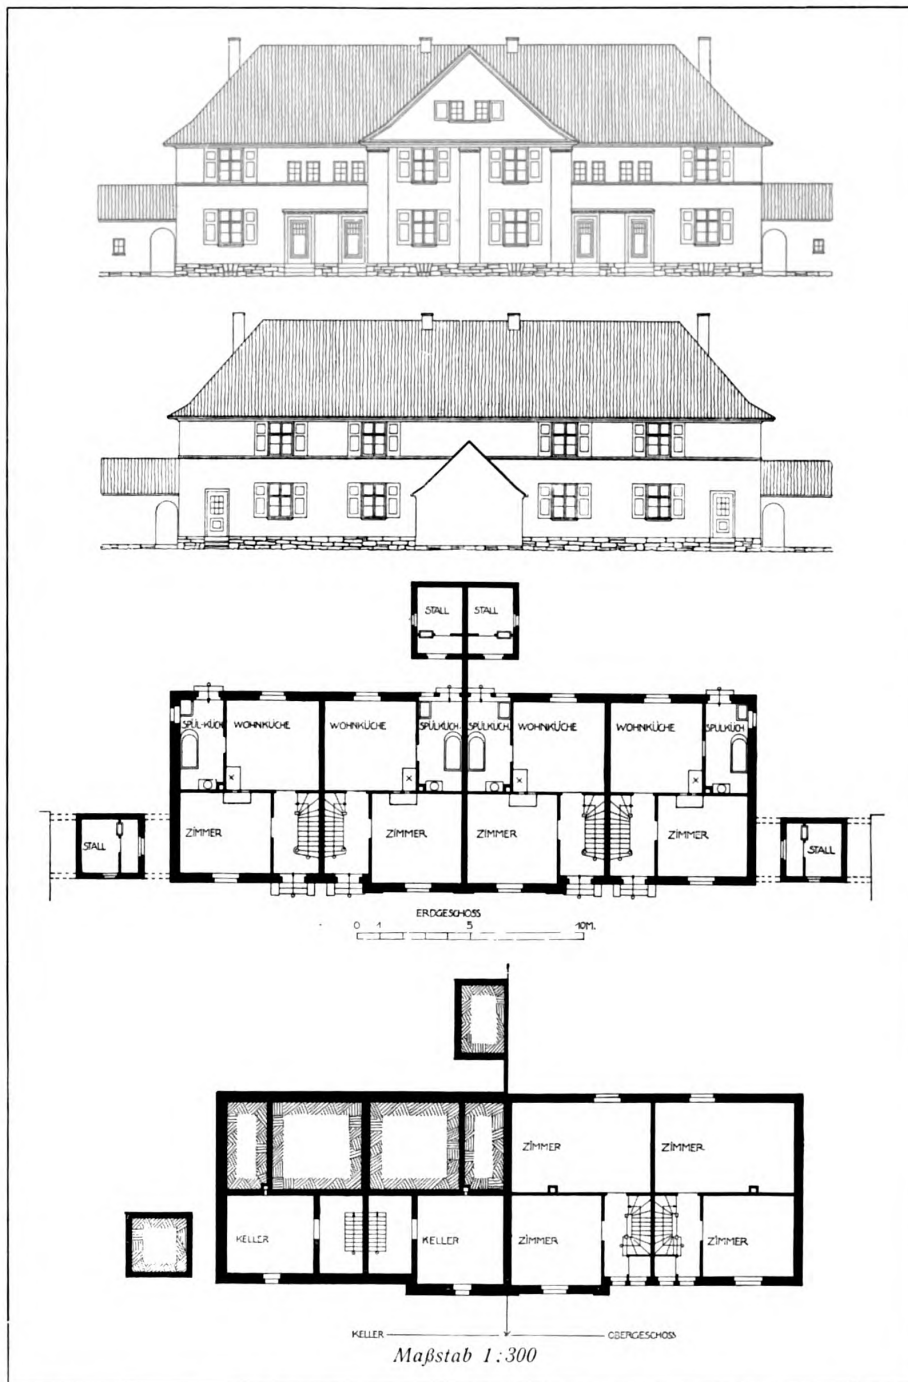 STALL STALL
SPÜL-KÜCH. WOHNKÜCHE WOHNKÜCHE SPÜLKÜCH. SPÜLKÜCH. WOHNKÜCHE WOHNKÜCHE SPÜLKÜCH.
ZIMMER ZIMMER ZIMMER ZIMMER
STALL STALL
ERDGESCHOSS
0 1 5 10M.
ZIMMER ZIMMER
KELLER KELLER ZIMMER ZIMMER
KELLER OBERGESCHOSS
Maßstab 1:300